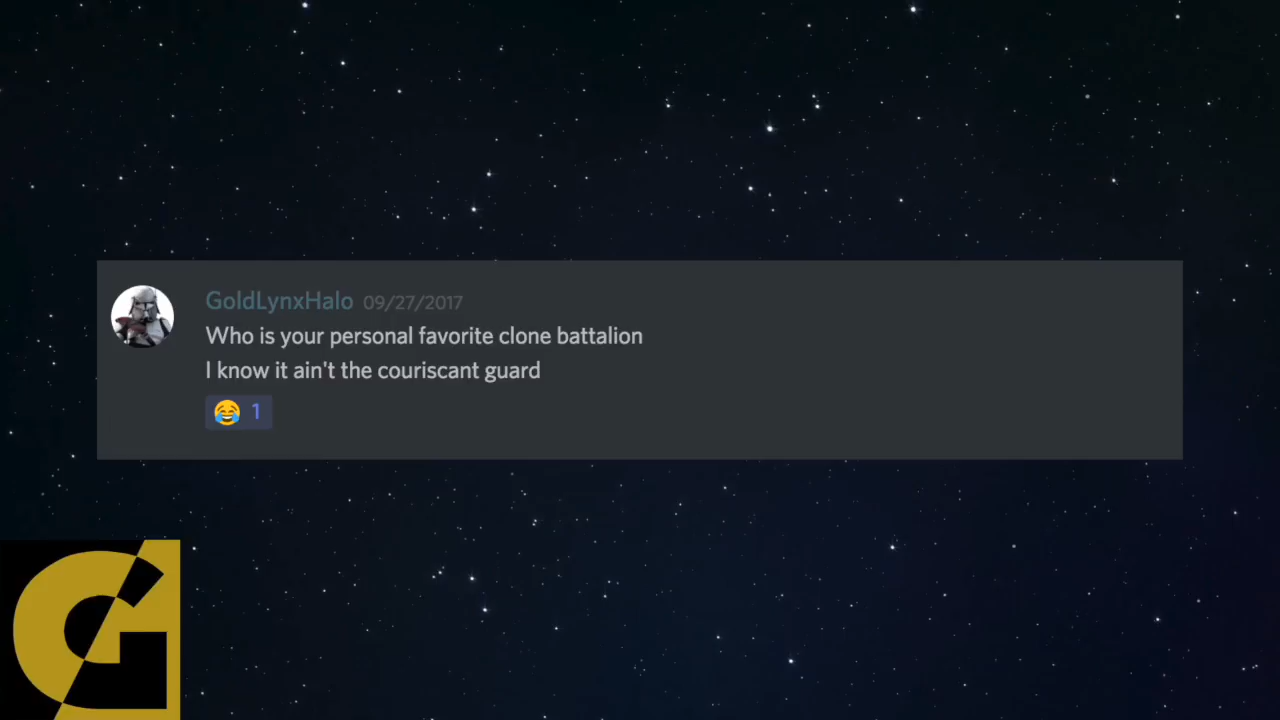 GoldLynxHalo 09/27/2017
Who is your personal favorite clone battalion
I know it ain't the couriscant guard
😂 1
G